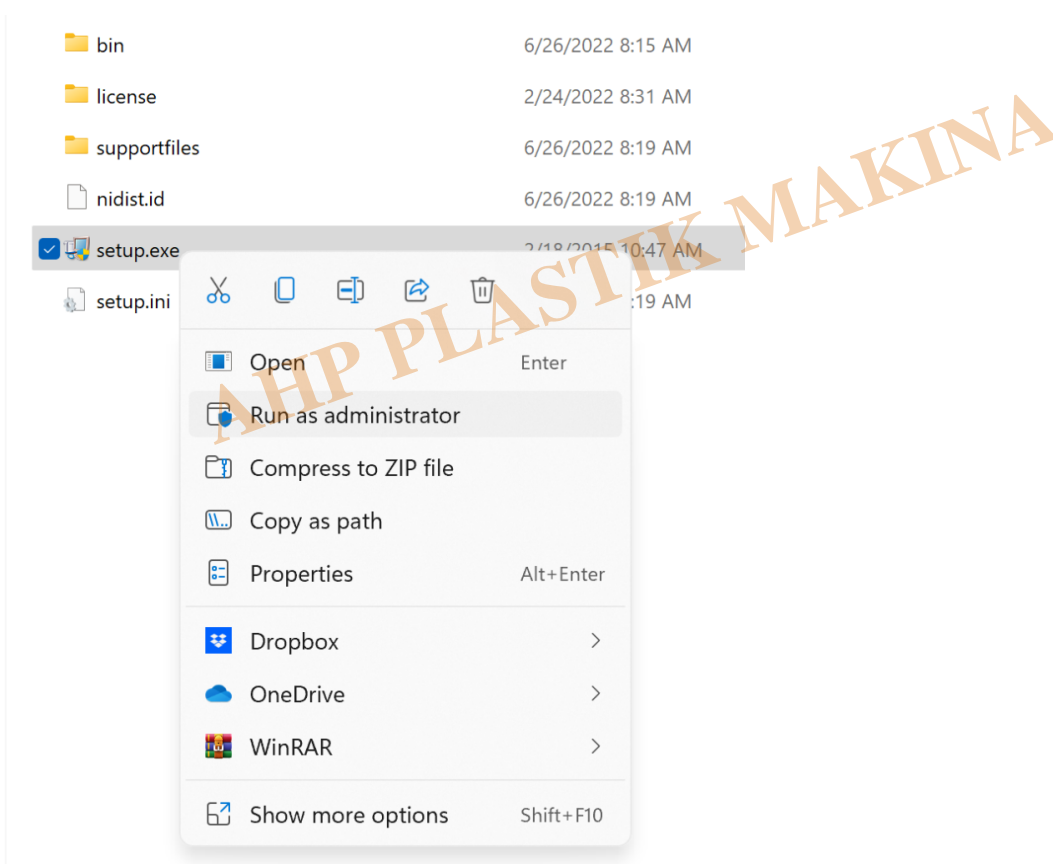 bin 6/26/2022 8:15 AM
license 2/24/2022 8:31 AM
supportfiles 6/26/2022 8:19 AM
nidist.id 6/26/2022 8:19 AM
setup.exe 2/18/2015 10:47 AM
setup.ini :19 AM
Open Enter
Run as administrator
Compress to ZIP file
Copy as path
Properties Alt+Enter
Dropbox
OneDrive
WinRAR
Show more options Shift+F10
AHP PLASTIK MAKINA